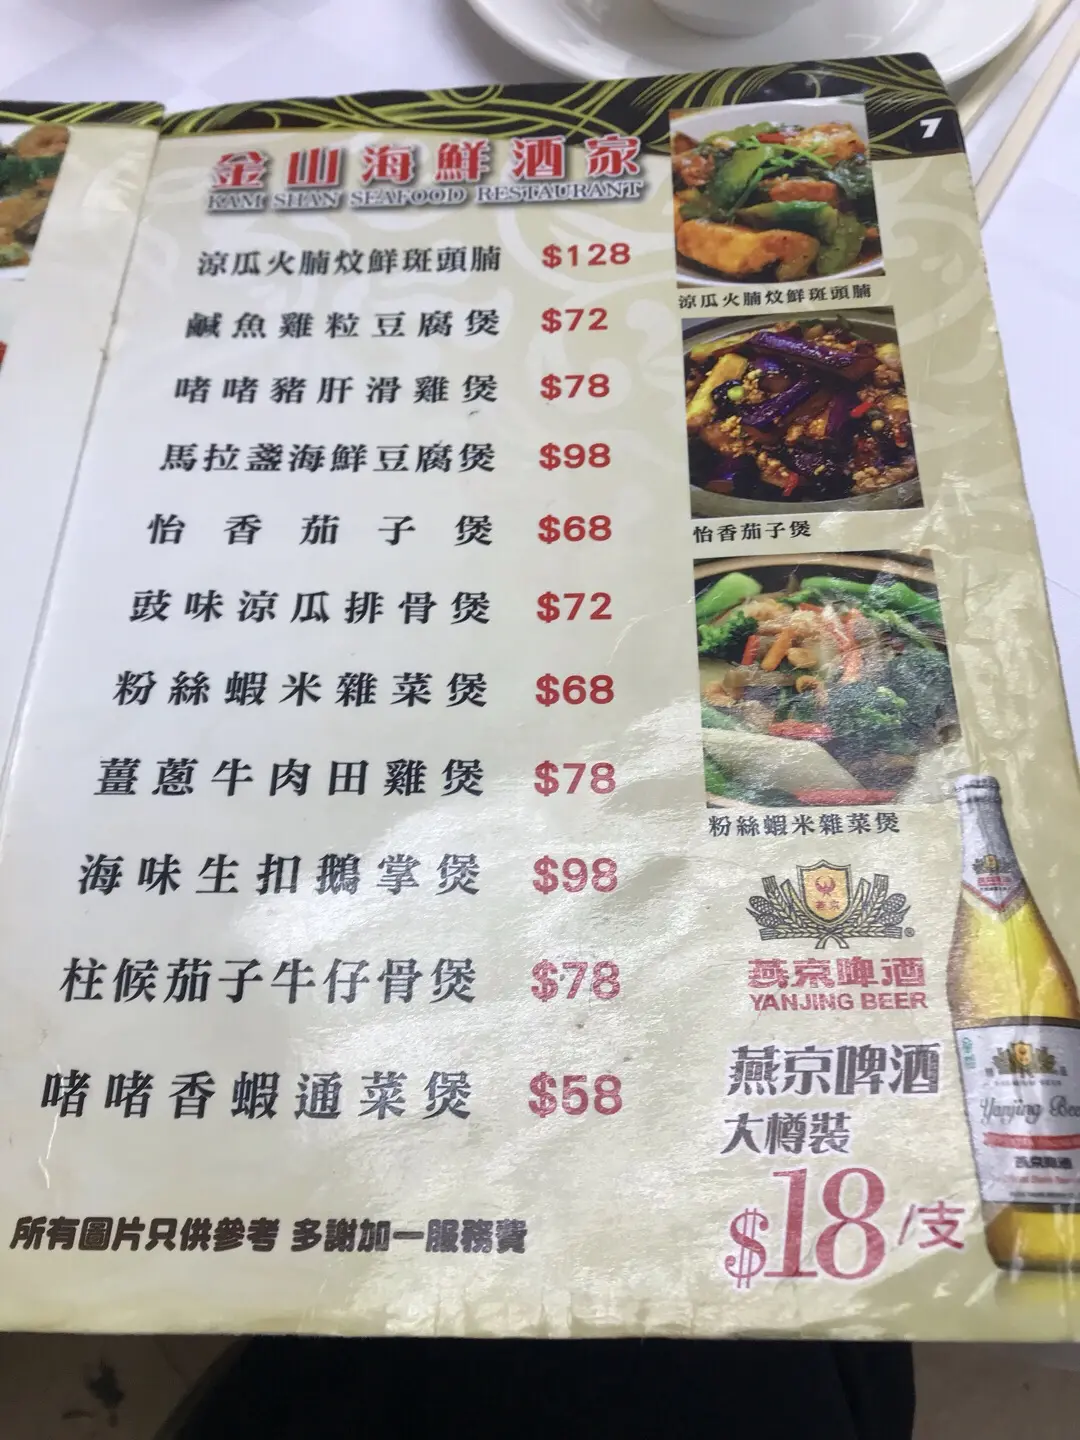 7
金山海鮮酒家
KAM SHAN SEAFOOD RESTAURANT
涼瓜火腩炆鮮斑頭腩 $128
鹹魚雞粒豆腐煲 $72
啫啫豬肝滑雞煲 $78
馬拉盞海鮮豆腐煲 $98
怡香茄子煲 $68
豉味涼瓜排骨煲 $72
粉絲蝦米雜菜煲 $68
薑蔥牛肉田雞煲 $78
海味生扣鵝掌煲 $98
柱候茄子牛仔骨煲 $78
啫啫香蝦通菜煲 $58
所有圖片只供參考 多謝加一服務費
涼瓜火腩炆鮮斑頭腩
怡香茄子煲
粉絲蝦米雜菜煲
燕京
®
燕京啤酒
YANJING BEER
燕京啤酒
大樽裝
$18/支
Yanjing Bee
燕京啤酒